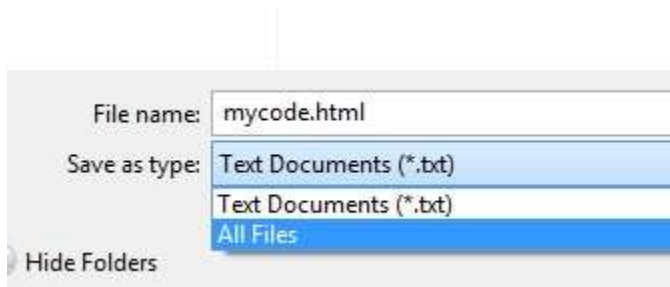 File name: mycode.html
Save as type: Text Documents (*.txt)
Text Documents (*.txt)
All Files
Hide Folders